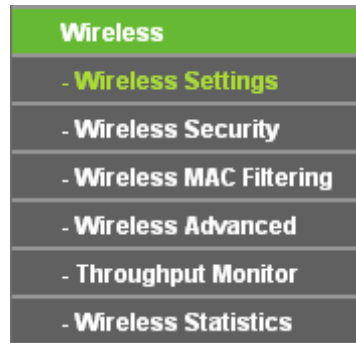 Wireless
- Wireless Settings
- Wireless Security
- Wireless MAC Filtering
- Wireless Advanced
- Throughput Monitor
- Wireless Statistics